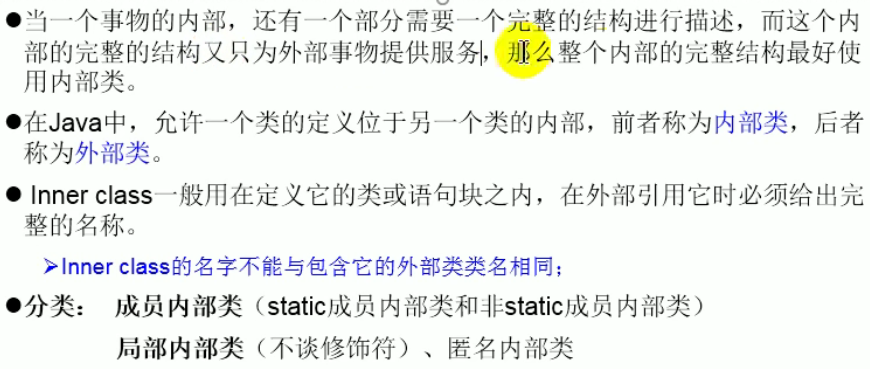 ●当一个事物的内部，还有一个部分需要一个完整的结构进行描述，而这个内
部的完整的结构又只为外部事物提供服务，那么整个内部的完整结构最好使
用内部类。
●在Java中，允许一个类的定义位于另一个类的内部，前者称为内部类，后者
称为外部类。
● Inner class一般用在定义它的类或语句块之内，在外部引用它时必须给出完
整的名称。
➢Inner class的名字不能与包含它的外部类类名相同；
●分类： 成员内部类（static成员内部类和非static成员内部类）
局部内部类（不谈修饰符）、匿名内部类